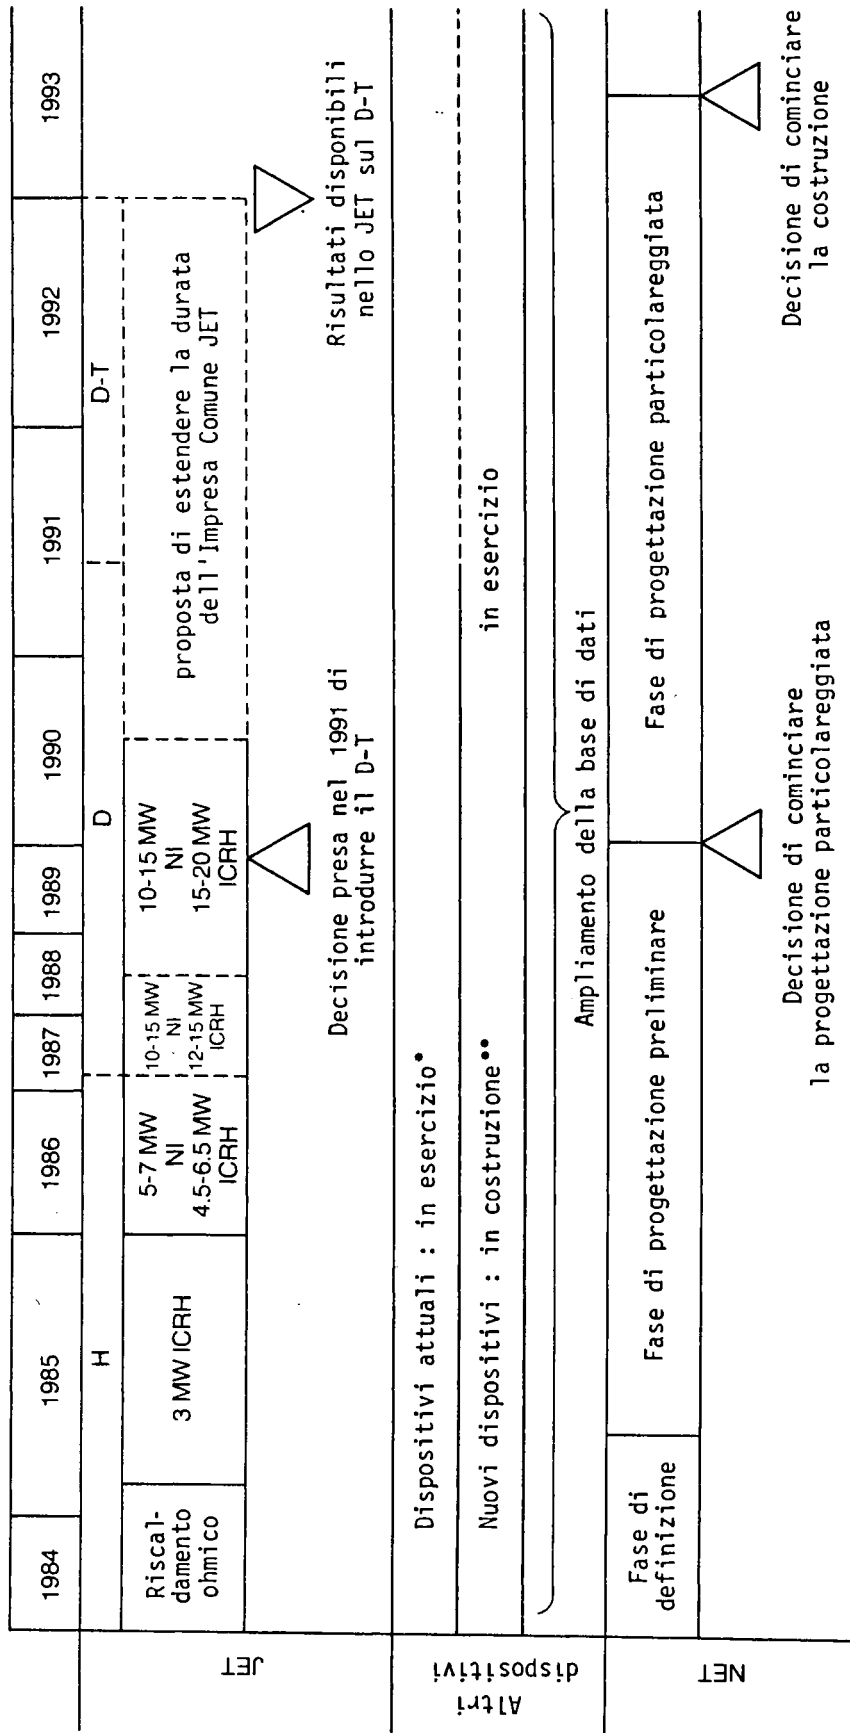 1984 1985 1986 1987 1988 1989 1990 1991 1992 1993
H D D-T
JET
Riscal-
damento
ohmico
3 MW ICRH
5-7 MW
NI
4.5-6.5 MW
ICRH
10-15 MW
NI
12-15 MW
ICRH
10-15 MW
NI
15-20 MW
ICRH
proposta di estendere la durata
dell'Impresa Comune JET
Decisione presa nel 1991 di
introdurre il D-T
Risultati disponibili
nello JET sul D-T
Altri
dispositivi
Dispositivi attuali : in esercizio*
Nuovi dispositivi : in costruzione**
in esercizio
Ampliamento della base di dati
NET
Fase di
definizione
Fase di progettazione preliminare
Fase di progettazione particolareggiata
Decisione di cominciare
la progettazione particolareggiata
Decisione di cominciare
la costruzione